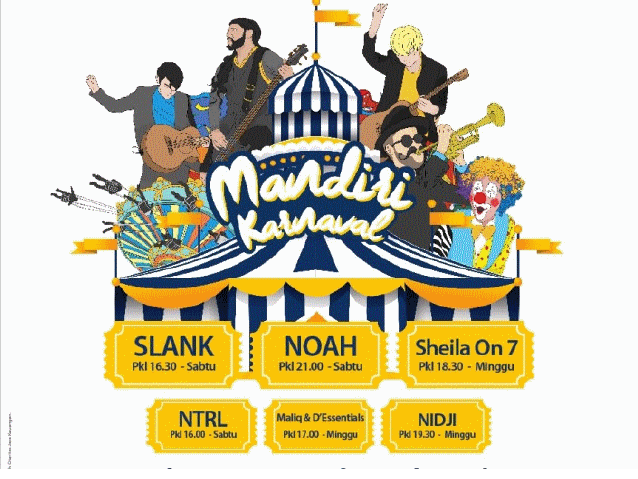 Mandiri
Karnaval
SLANK
Pkl 16.30 - Sabtu
NOAH
Pkl 21.00 - Sabtu
Sheila On 7
Pkl 18.30 - Minggu
NTRL
Pkl 16.00 - Sabtu
Maliq & D'Essentials
Pkl 17.00 - Minggu
NIDJI
Pkl 19.30 - Minggu